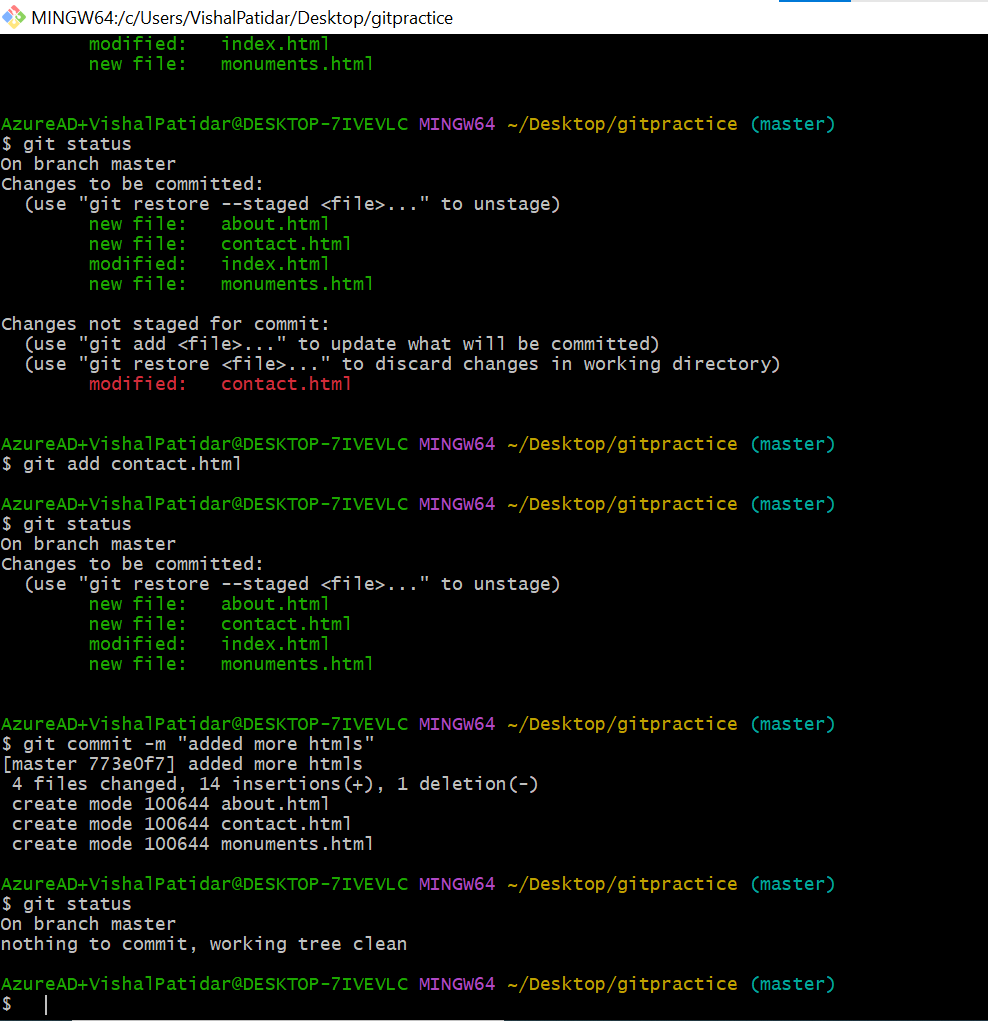 MINGW64:/c/Users/VishalPatidar/Desktop/gitpractice
modified:   index.html
new file:   monuments.html
AzureAD+VishalPatidar@DESKTOP-7IVEVLC MINGW64 ~/Desktop/gitpractice (master)
$ git status
On branch master
Changes to be committed:
  (use "git restore --staged <file>..." to unstage)
        new file:   about.html
        new file:   contact.html
        modified:   index.html
        new file:   monuments.html
Changes not staged for commit:
  (use "git add <file>..." to update what will be committed)
  (use "git restore <file>..." to discard changes in working directory)
        modified:   contact.html
AzureAD+VishalPatidar@DESKTOP-7IVEVLC MINGW64 ~/Desktop/gitpractice (master)
$ git add contact.html
AzureAD+VishalPatidar@DESKTOP-7IVEVLC MINGW64 ~/Desktop/gitpractice (master)
$ git status
On branch master
Changes to be committed:
  (use "git restore --staged <file>..." to unstage)
        new file:   about.html
        new file:   contact.html
        modified:   index.html
        new file:   monuments.html
AzureAD+VishalPatidar@DESKTOP-7IVEVLC MINGW64 ~/Desktop/gitpractice (master)
$ git commit -m "added more htmls"
[master 773e0f7] added more htmls
 4 files changed, 14 insertions(+), 1 deletion(-)
 create mode 100644 about.html
 create mode 100644 contact.html
 create mode 100644 monuments.html
AzureAD+VishalPatidar@DESKTOP-7IVEVLC MINGW64 ~/Desktop/gitpractice (master)
$ git status
On branch master
nothing to commit, working tree clean
AzureAD+VishalPatidar@DESKTOP-7IVEVLC MINGW64 ~/Desktop/gitpractice (master)
$